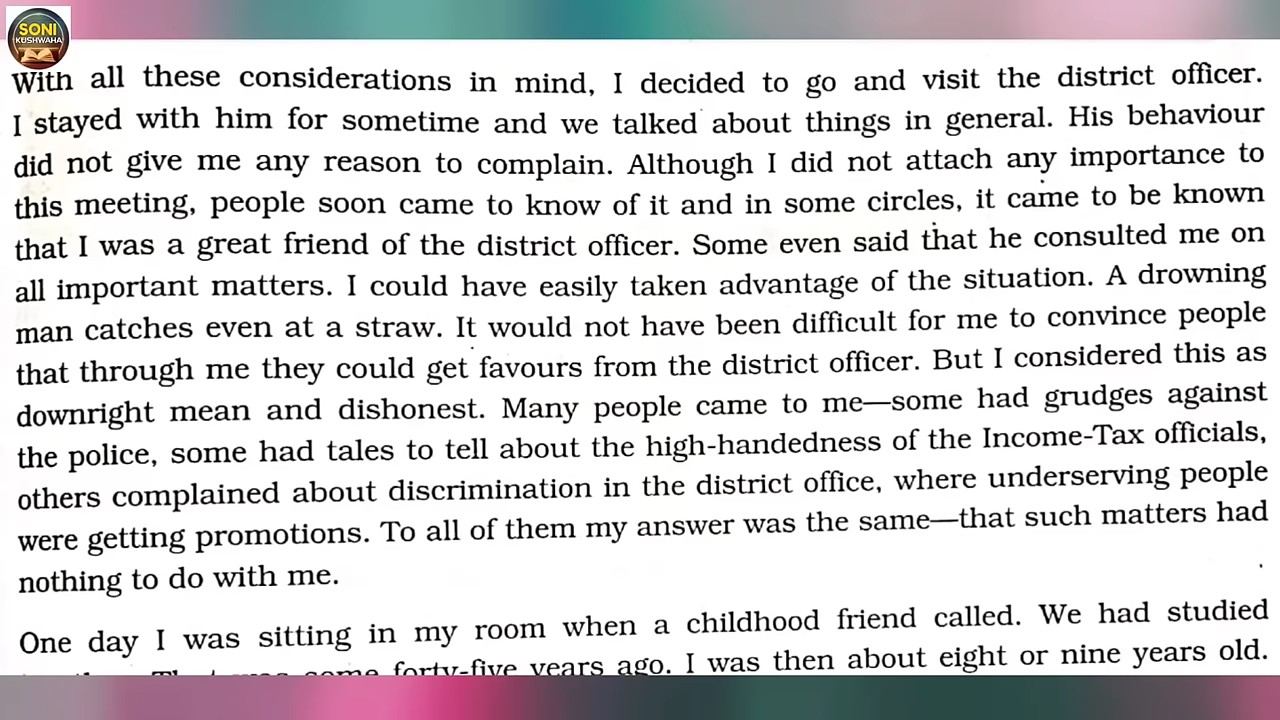 SONI
KUSHWAHA
With all these considerations in mind, I decided to go and visit the district officer.
I stayed with him for sometime and we talked about things in general. His behaviour
did not give me any reason to complain. Although I did not attach any importance to
this meeting, people soon came to know of it and in some circles, it came to be known
that I was a great friend of the district officer. Some even said that he consulted me on
all important matters. I could have easily taken advantage of the situation. A drowning
man catches even at a straw. It would not have been difficult for me to convince people
that through me they could get favours from the district officer. But I considered this as
downright mean and dishonest. Many people came to me—some had grudges against
the police, some had tales to tell about the high-handedness of the Income-Tax officials,
others complained about discrimination in the district office, where underserving people
were getting promotions. To all of them my answer was the same—that such matters had
nothing to do with me.
One day I was sitting in my room when a childhood friend called. We had studied
some forty-five years ago. I was then about eight or nine years old.